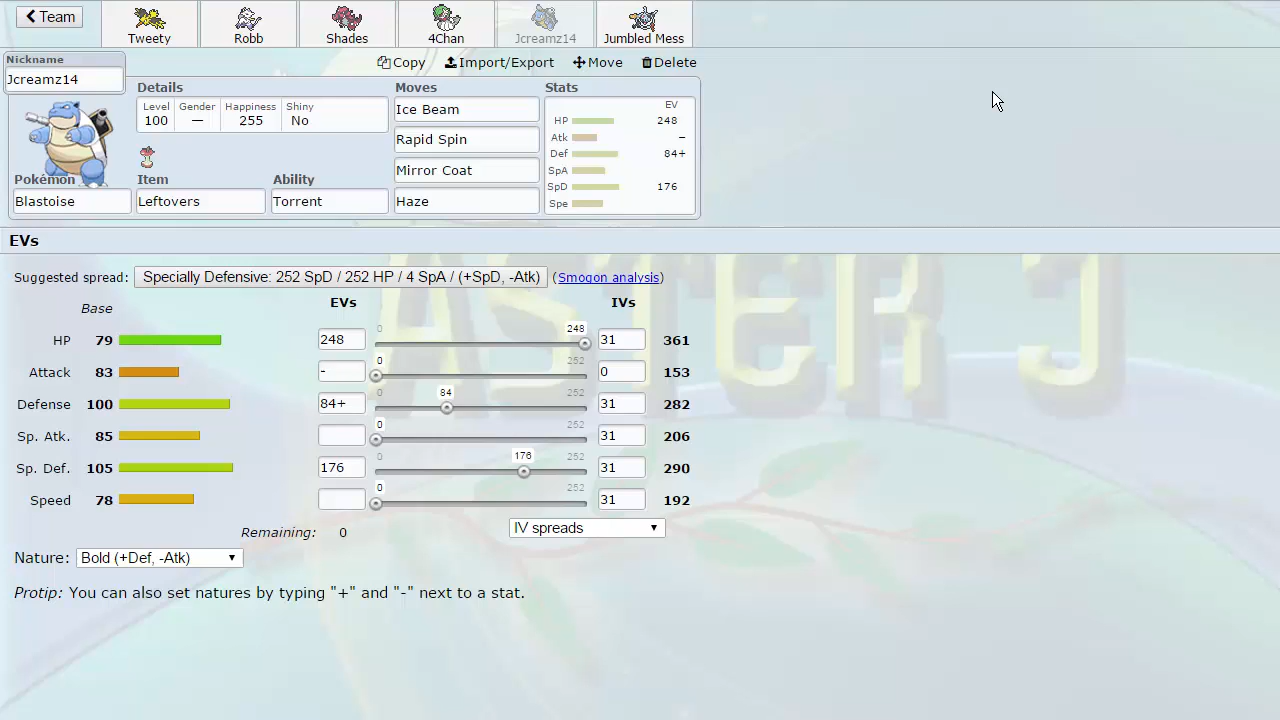 Team
Tweety Robb Shades 4Chan Jcreamz14 Jumbled Mess
Nickname
Jcreamz14
Copy Import/Export Move Delete
Details Moves Stats
Level Gender Happiness Shiny
100 — 255 No
Ice Beam
Rapid Spin
Mirror Coat
Haze
EV
HP 248
Atk –
Def 84+
SpA
SpD 176
Spe
Pokémon Item Ability
Blastoise Leftovers Torrent
EVs
Suggested spread: Specially Defensive: 252 SpD / 252 HP / 4 SpA / (+SpD, -Atk) (Smogon analysis)
Base EVs IVs
HP 79 248 0 248 31 361
Attack 83 - 0 252 0 153
Defense 100 84+ 0 84 252 31 282
Sp. Atk. 85 0 252 31 206
Sp. Def. 105 176 0 176 252 31 290
Speed 78 0 252 31 192
Remaining: 0 IV spreads
Nature: Bold (+Def, -Atk)
Protip: You can also set natures by typing "+" and "-" next to a stat.
ASTER J